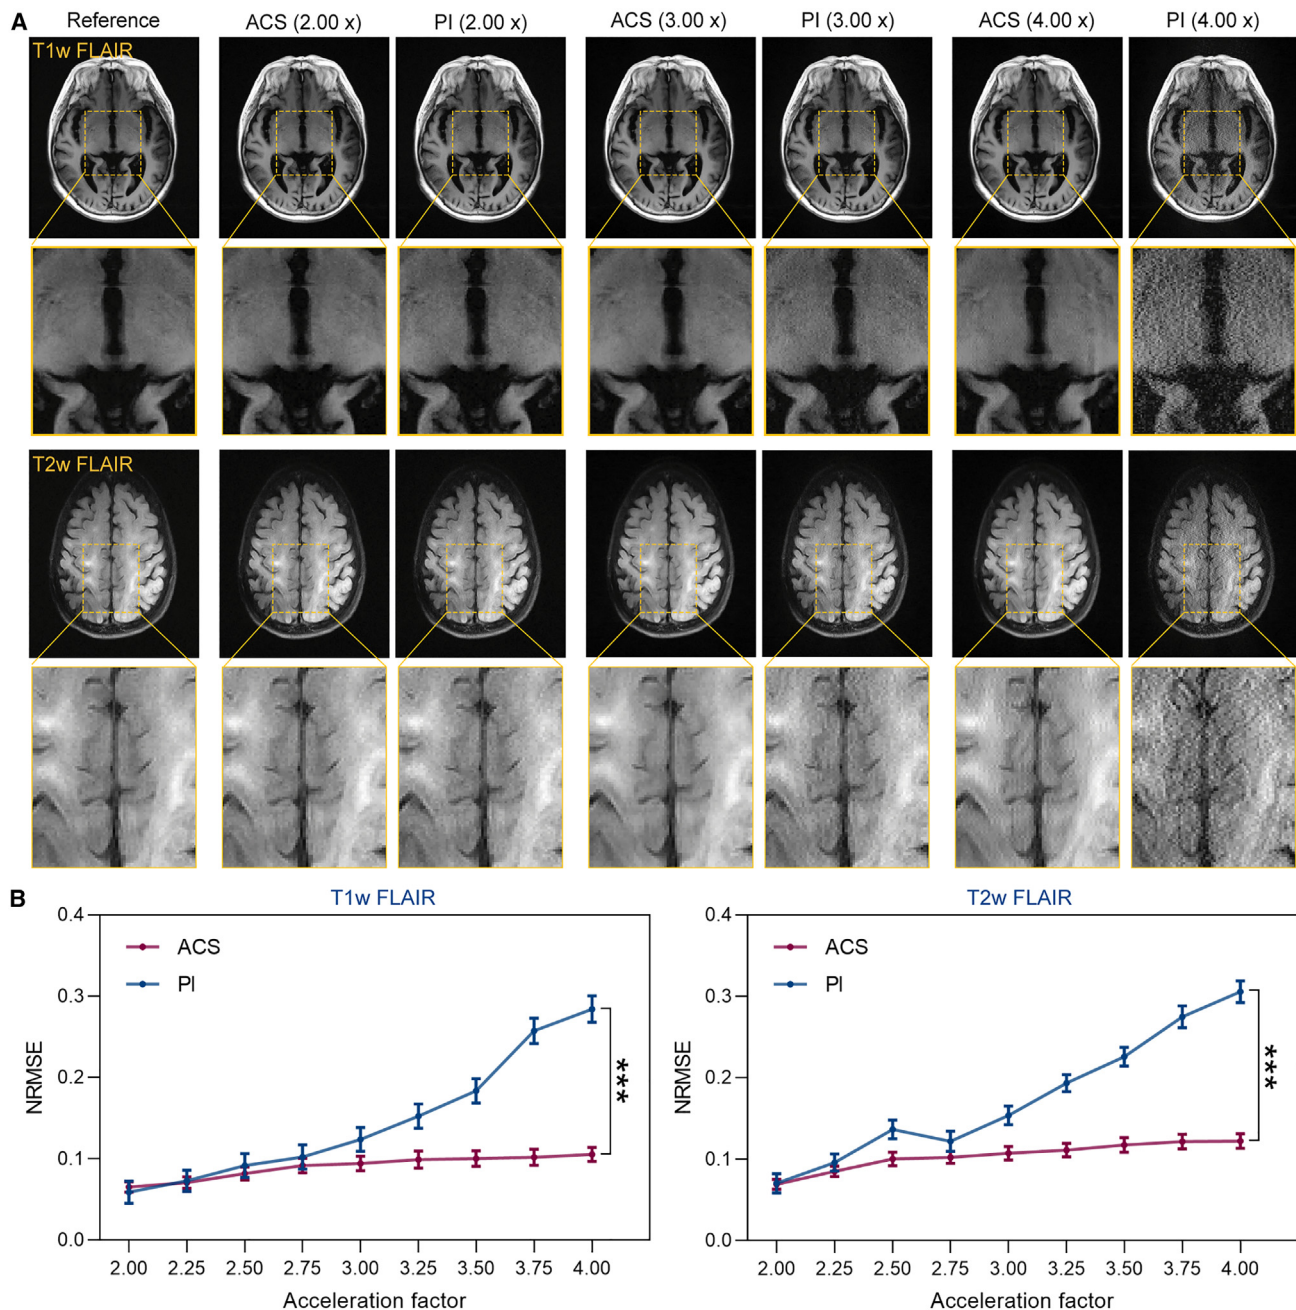 A
Reference ACS (2.00 x) PI (2.00 x) ACS (3.00 x) PI (3.00 x) ACS (4.00 x) PI (4.00 x)
T1w FLAIR
T2w FLAIR
B
T1w FLAIR
0.4
0.3
0.2
0.1
0.0
NRMSE
ACS
PI
***
2.00 2.25 2.50 2.75 3.00 3.25 3.50 3.75 4.00
Acceleration factor
T2w FLAIR
0.4
0.3
0.2
0.1
0.0
NRMSE
ACS
PI
***
2.00 2.25 2.50 2.75 3.00 3.25 3.50 3.75 4.00
Acceleration factor